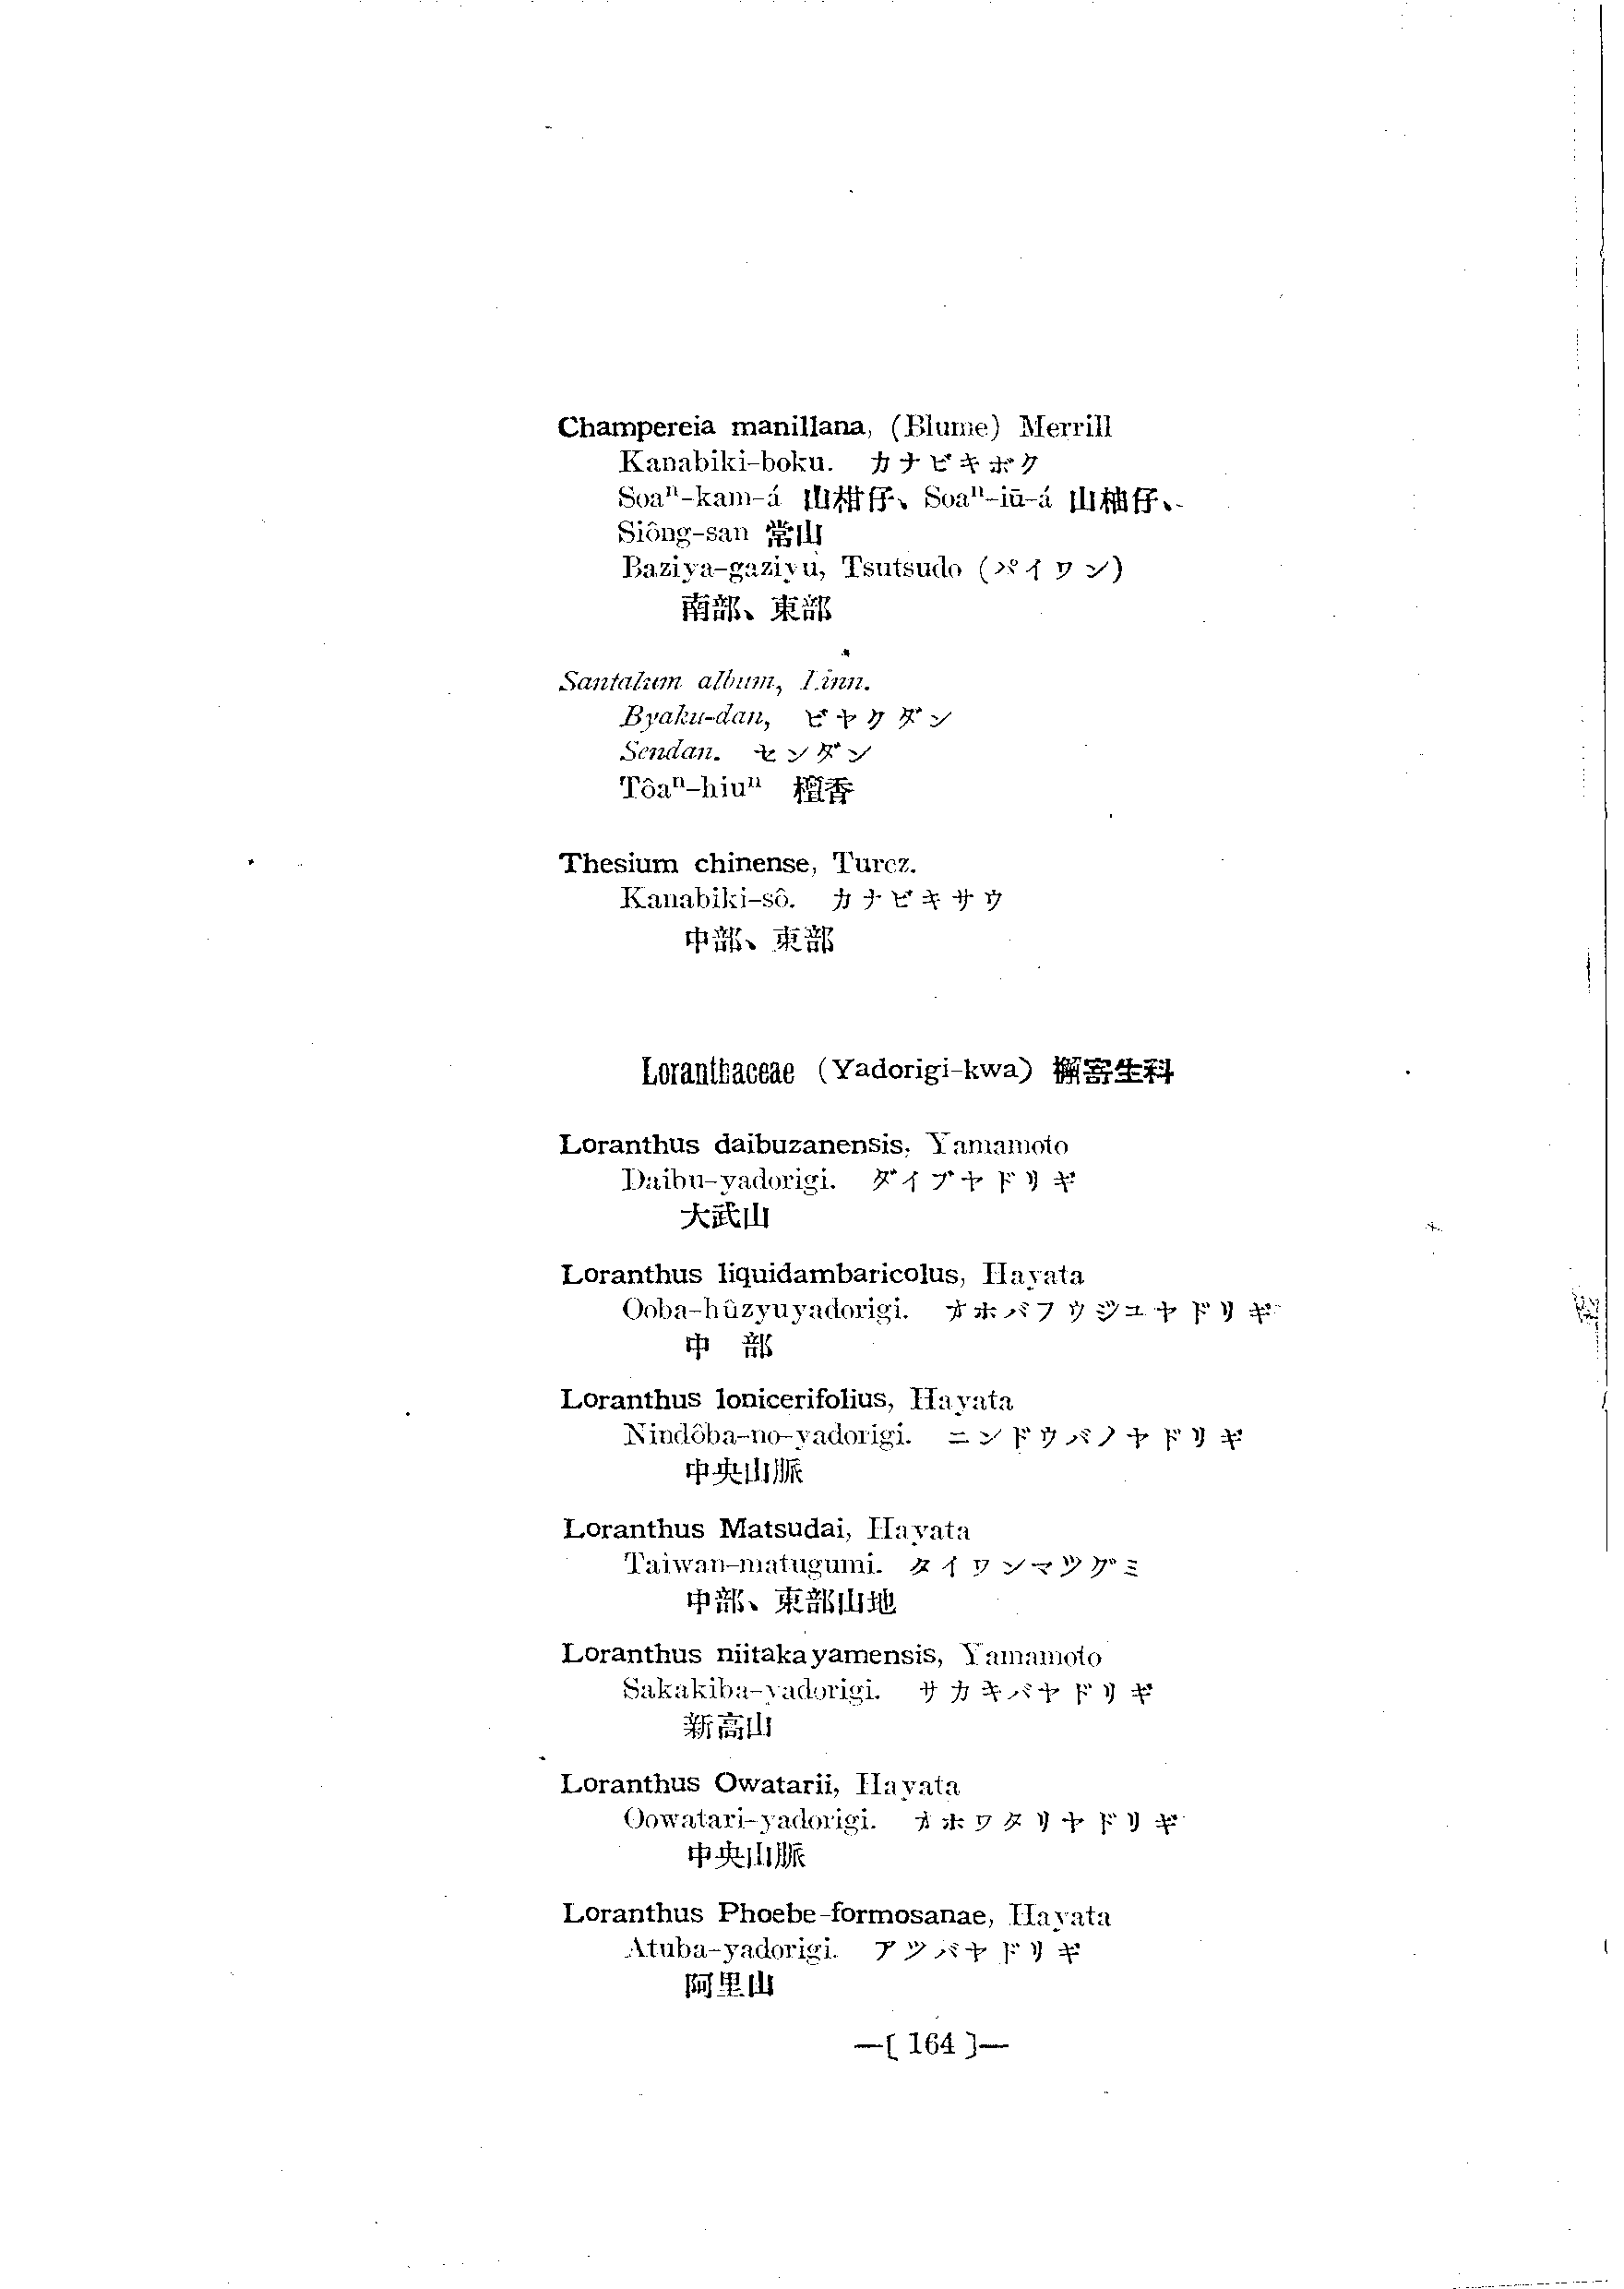 Champereia manillana, (Blume) Merrill
Kanabiki-boku. カナビキボク
Soaⁿ-kam-á 山柑仔、Soaⁿ-iū-á 山柚仔、
Siông-san 常山
Baziya-gaziyu, Tsutsudo (パイワン)
南部、東部
Santalum album, Linn.
Byaku-dan, ビヤクダン
Sendan. センダン
Tôaⁿ-hiuⁿ 檀香
Thesium chinense, Turcz.
Kanabiki-sô. カナビキサウ
中部、東部
Loranthaceae (Yadorigi-kwa) 槲寄生科
Loranthus daibuzanensis, Yamamoto
Daibu-yadorigi. ダイブヤドリギ
大武山
Loranthus liquidambaricolus, Hayata
Ooba-hûzyuyadorigi. オホバフウジユヤドリギ
中 部
Loranthus lonicerifolius, Hayata
Nindôba-no-yadorigi. ニンドウバノヤドリギ
中央山脈
Loranthus Matsudai, Hayata
Taiwan-matugumi. タイワンマツグミ
中部、東部山地
Loranthus niitakayamensis, Yamamoto
Sakakiba-yadorigi. サカキバヤドリギ
新高山
Loranthus Owatarii, Hayata
Oowatari-yadorigi. オホワタリヤドリギ
中央山脈
Loranthus Phoebe-formosanae, Hayata
Atuba-yadorigi. アツバヤドリギ
阿里山
—[ 164 ]—